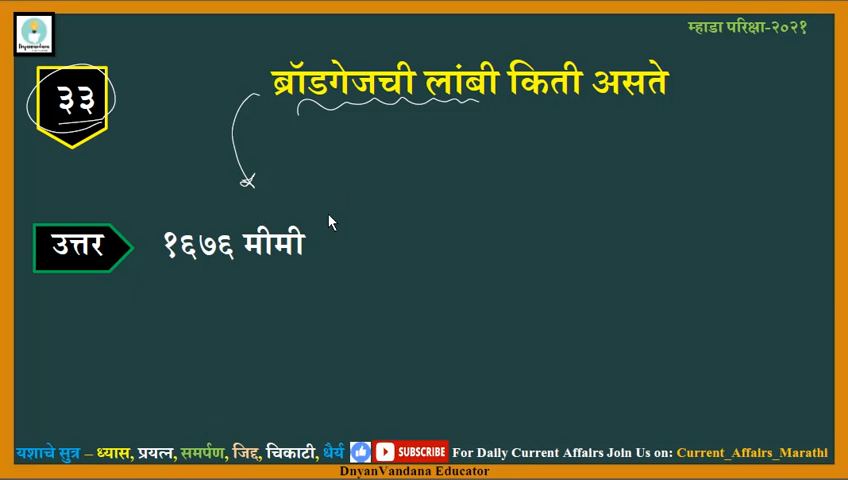 म्हाडा परिक्षा-२०२१
DnyanVandana
३३
ब्रॉडगेजची लांबी किती असते
उत्तर
१६७६ मीमी
यशाचे सुत्र – ध्यास, प्रयत्न, समर्पण, जिद्द, चिकाटी, धैर्य SUBSCRIBE For Daily Current Affairs Join Us on: Current_Affairs_Marathi
DnyanVandana Educator